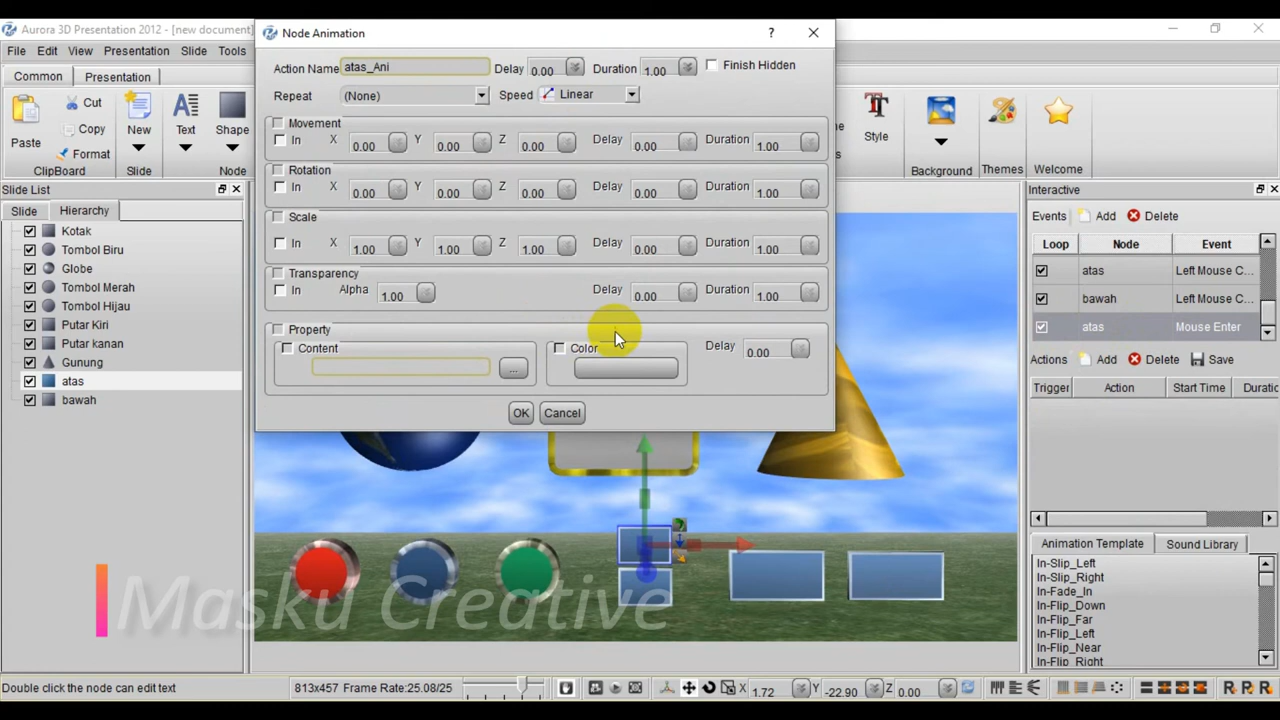 Aurora 3D Presentation 2012 - [new document]
File Edit View Presentation Slide Tools
Common Presentation
Paste
Cut
Copy
Format
ClipBoard
New
Slide
Text
Shape
Node
Style
Background
Themes
Welcome
Slide List
Slide Hierarchy
Kotak
Tombol Biru
Globe
Tombol Merah
Tombol Hijau
Putar Kiri
Putar kanan
Gunung
atas
bawah
Node Animation ?
Action Name atas_Ani Delay 0.00 Duration 1.00 Finish Hidden
Repeat (None) Speed Linear
Movement
In X 0.00 Y 0.00 Z 0.00 Delay 0.00 Duration 1.00
Rotation
In X 0.00 Y 0.00 Z 0.00 Delay 0.00 Duration 1.00
Scale
In X 1.00 Y 1.00 Z 1.00 Delay 0.00 Duration 1.00
Transparency
In Alpha 1.00 Delay 0.00 Duration 1.00
Property
Content ... Color Delay 0.00
OK Cancel
Interactive
Events Add Delete
Loop Node Event
atas Left Mouse C...
bawah Left Mouse C...
atas Mouse Enter
Actions Add Delete Save
Trigger Action Start Time Duratic
Animation Template Sound Library
In-Slip_Left
In-Slip_Right
In-Fade_In
In-Flip_Down
In-Flip_Far
In-Flip_Left
In-Flip_Near
In-Flip_Right
Masku Creative
Double click the node can edit text
813x457 Frame Rate:25.08/25
X 1.72 Y -22.90 Z 0.00